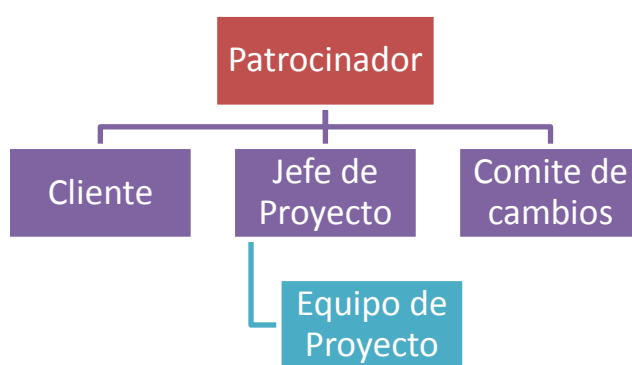 Patrocinador
Cliente
Jefe de
Proyecto
Comite de
cambios
Equipo de
Proyecto